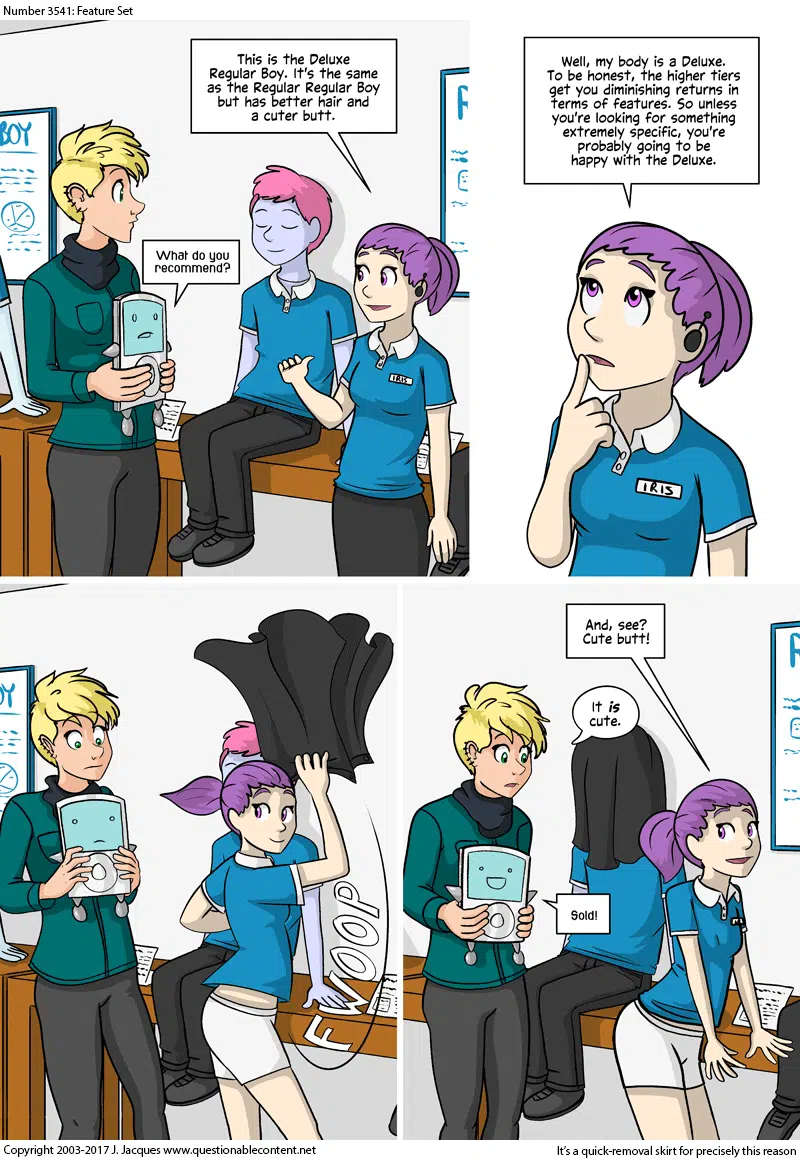 Number 3541: Feature Set
This is the Deluxe
Regular Boy. It's the same
as the Regular Regular Boy
but has better hair and
a cuter butt.
What do you
recommend?
BOY
R
IRIS
Well, my body is a Deluxe.
To be honest, the higher tiers
get you diminishing returns in
terms of features. So unless
you're looking for something
extremely specific, you're
probably going to be
happy with the Deluxe.
IRIS
OY
FWOOP
And, see?
Cute butt!
It is
cute.
Sold!
R
Copyright 2003-2017 J. Jacques www.questionablecontent.net
It's a quick-removal skirt for precisely this reason